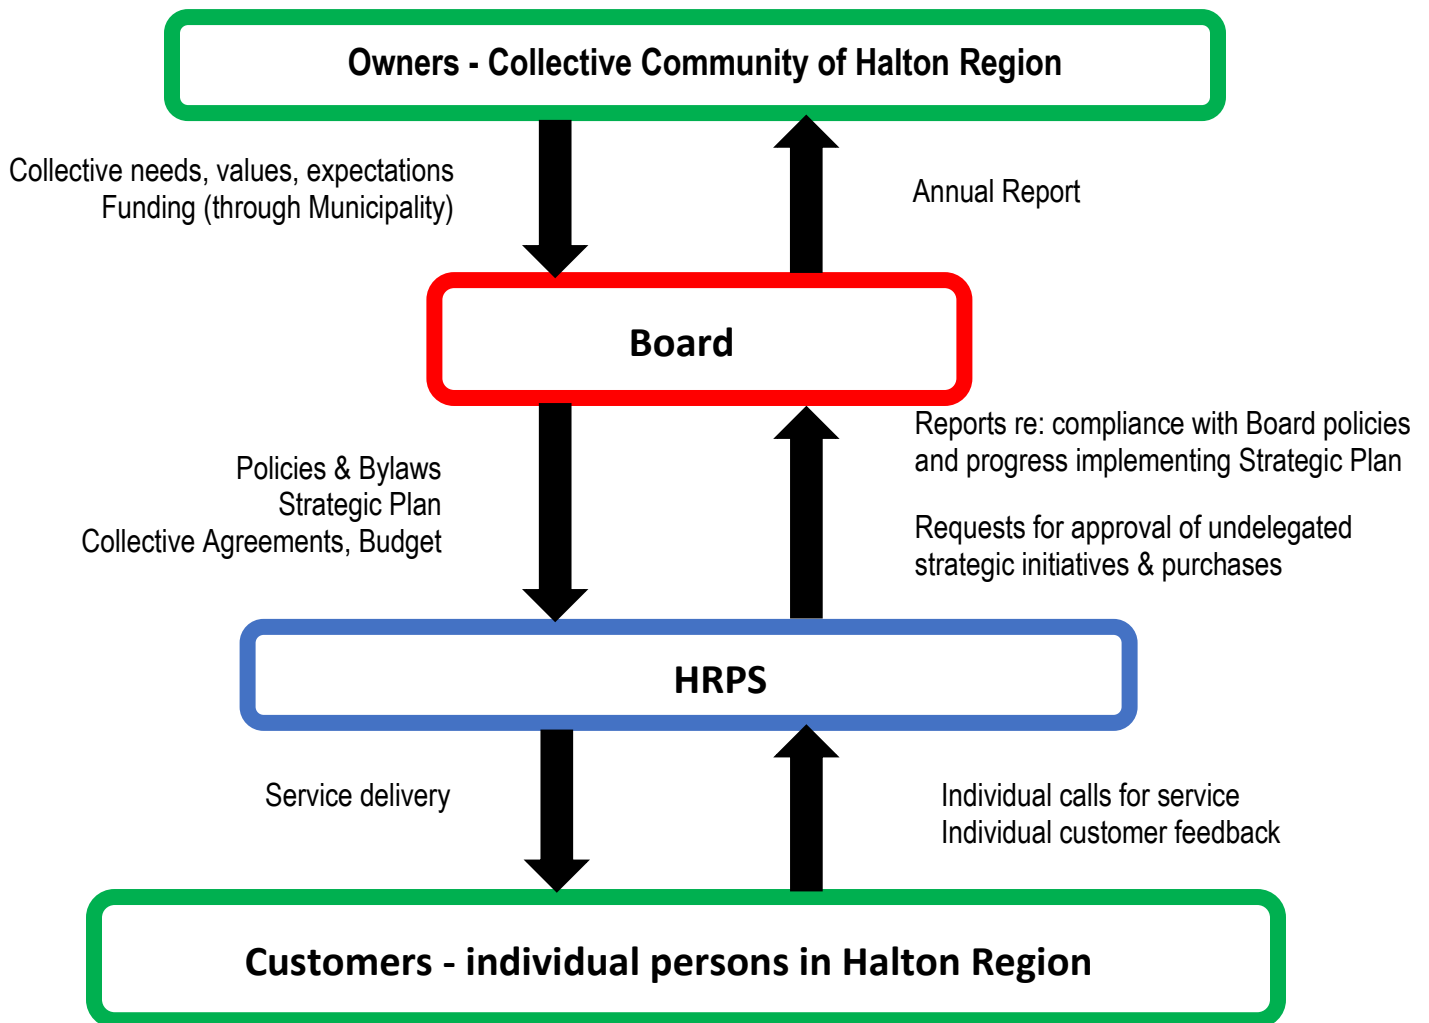 Owners - Collective Community of Halton Region
Collective needs, values, expectations
Funding (through Municipality)
Annual Report
Board
Policies & Bylaws
Strategic Plan
Collective Agreements, Budget
Reports re: compliance with Board policies
and progress implementing Strategic Plan
Requests for approval of undelegated
strategic initiatives & purchases
HRPS
Service delivery
Individual calls for service
Individual customer feedback
Customers - individual persons in Halton Region